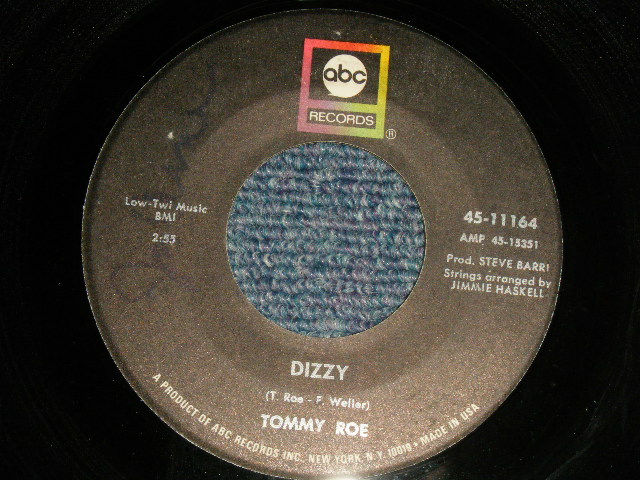 abc
RECORDS
®
Low-Twi Music
BMI
2:55
45-11164
AMP 45-15351
Prod. STEVE BARRI
Strings arranged by
JIMMIE HASKELL
DIZZY
(T. Roe - F. Weller)
TOMMY ROE
A PRODUCT OF ABC RECORDS INC. NEW YORK, N.Y. 10019 • MADE IN USA